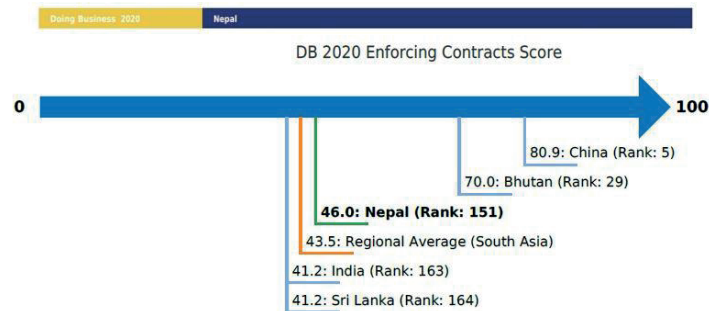 Doing Business 2020 Nepal
DB 2020 Enforcing Contracts Score
0 100
80.9: China (Rank: 5)
70.0: Bhutan (Rank: 29)
46.0: Nepal (Rank: 151)
43.5: Regional Average (South Asia)
41.2: India (Rank: 163)
41.2: Sri Lanka (Rank: 164)